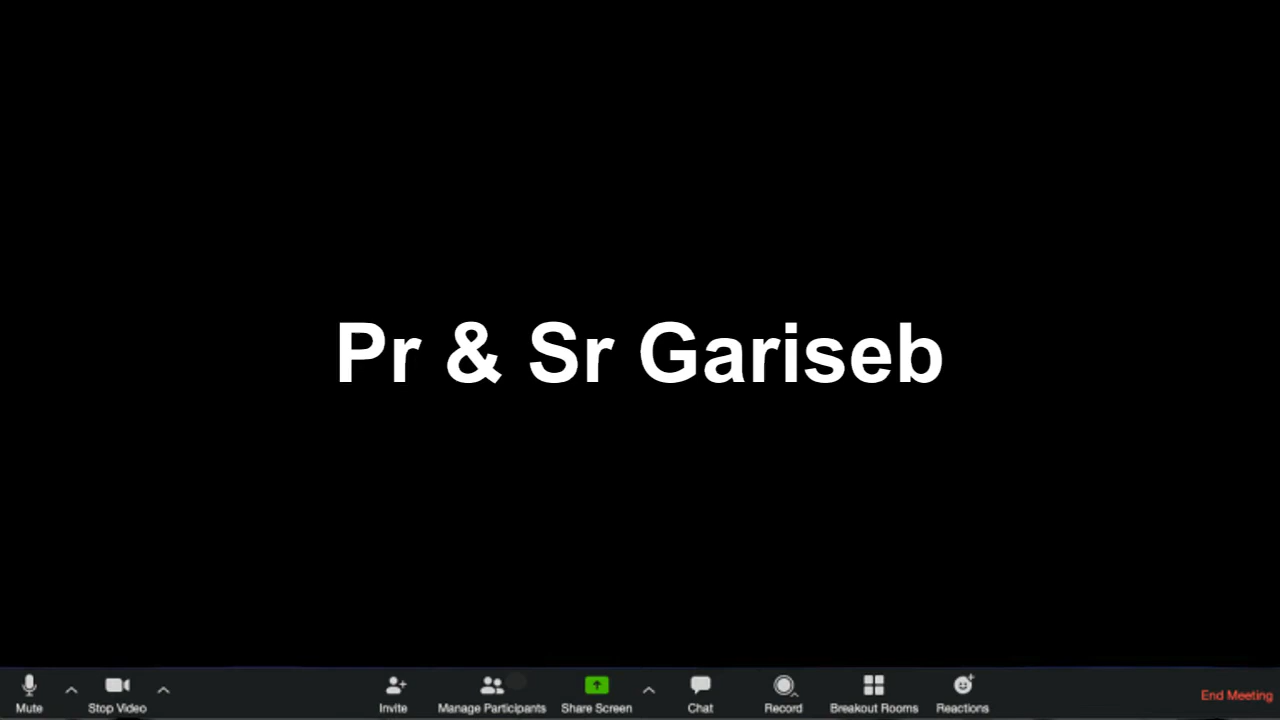 Pr & Sr Gariseb
Mute
Stop Video
Invite
Manage Participants
Share Screen
Chat
Record
Breakout Rooms
Reactions
End Meeting